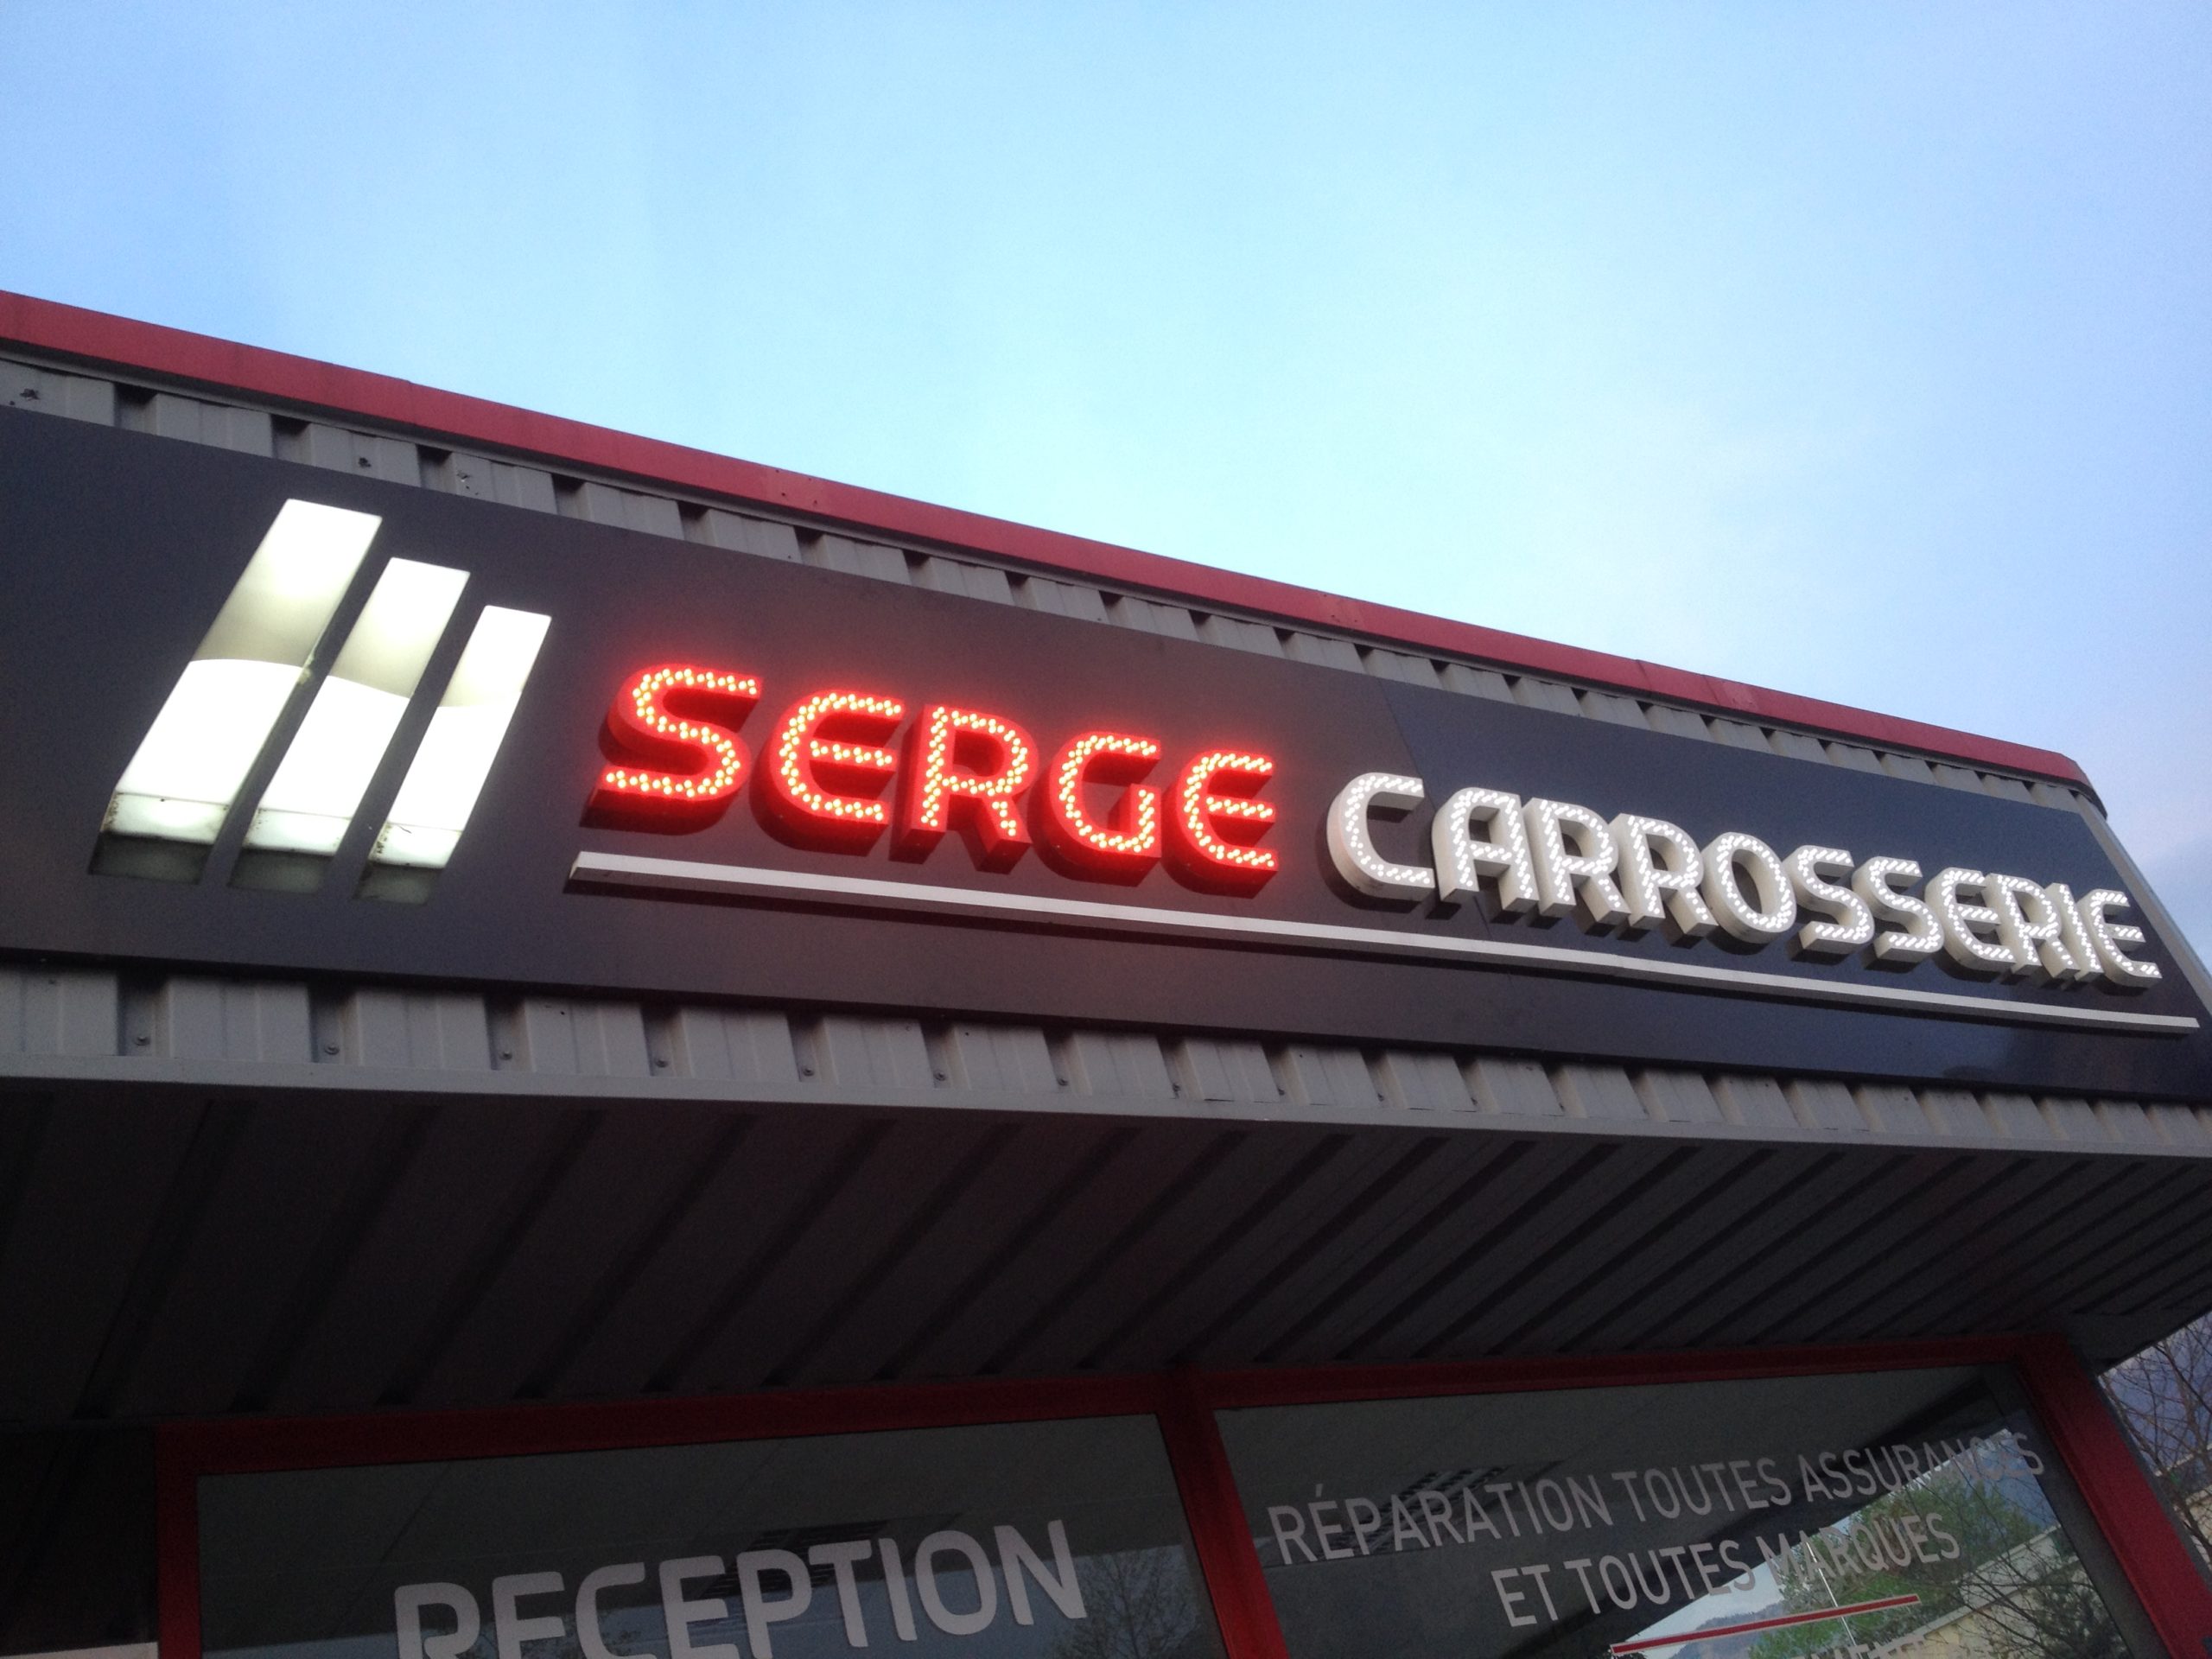 SERGE CARROSSERIE
RECEPTION
RÉPARATION TOUTES ASSURANCES
ET TOUTES MARQUES